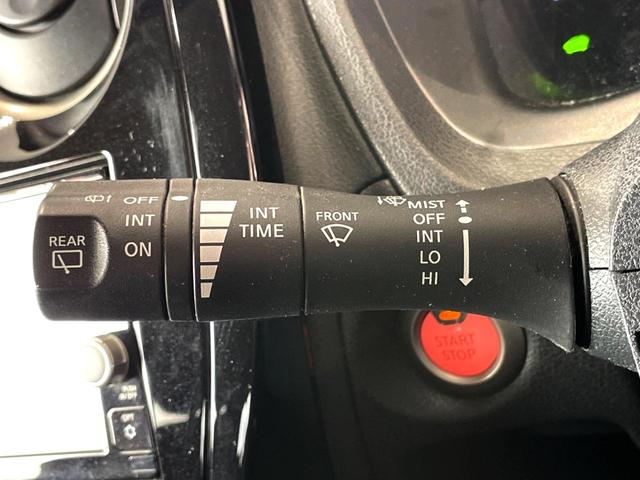 REAR
OFF
INT
ON
INT
TIME
FRONT
MIST
OFF
INT
LO
HI
START
STOP